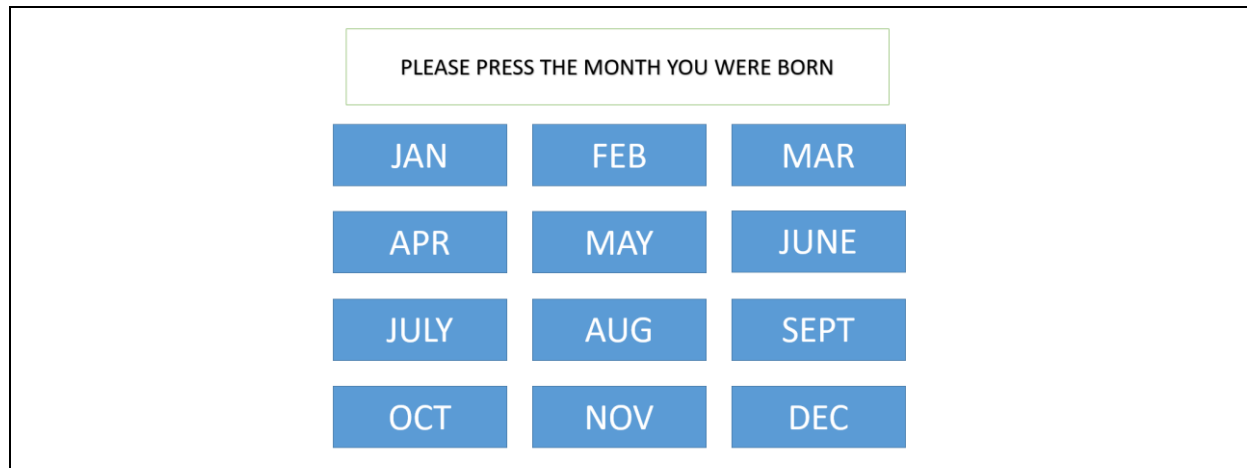 PLEASE PRESS THE MONTH YOU WERE BORN
JAN FEB MAR
APR MAY JUNE
JULY AUG SEPT
OCT NOV DEC